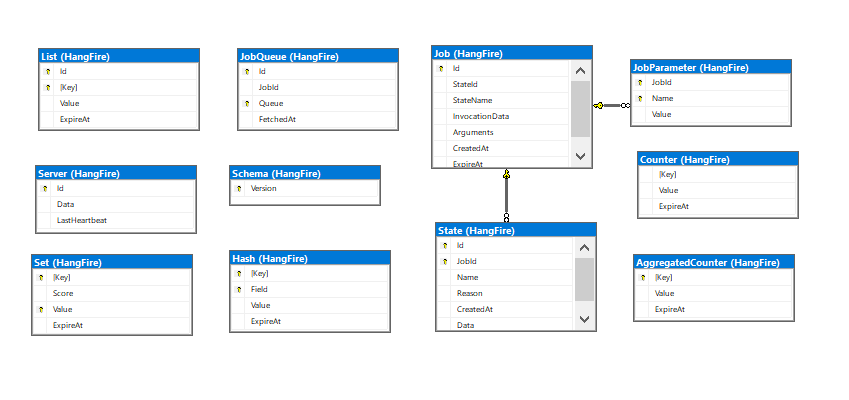 List (HangFire)
Id
[Key]
Value
ExpireAt
JobQueue (HangFire)
Id
JobId
Queue
FetchedAt
Job (HangFire)
Id
StateId
StateName
InvocationData
Arguments
CreatedAt
ExpireAt
JobParameter (HangFire)
JobId
Name
Value
Server (HangFire)
Id
Data
LastHeartbeat
Schema (HangFire)
Version
Counter (HangFire)
[Key]
Value
ExpireAt
Set (HangFire)
[Key]
Score
Value
ExpireAt
Hash (HangFire)
[Key]
Field
Value
ExpireAt
State (HangFire)
Id
JobId
Name
Reason
CreatedAt
Data
AggregatedCounter (HangFire)
[Key]
Value
ExpireAt